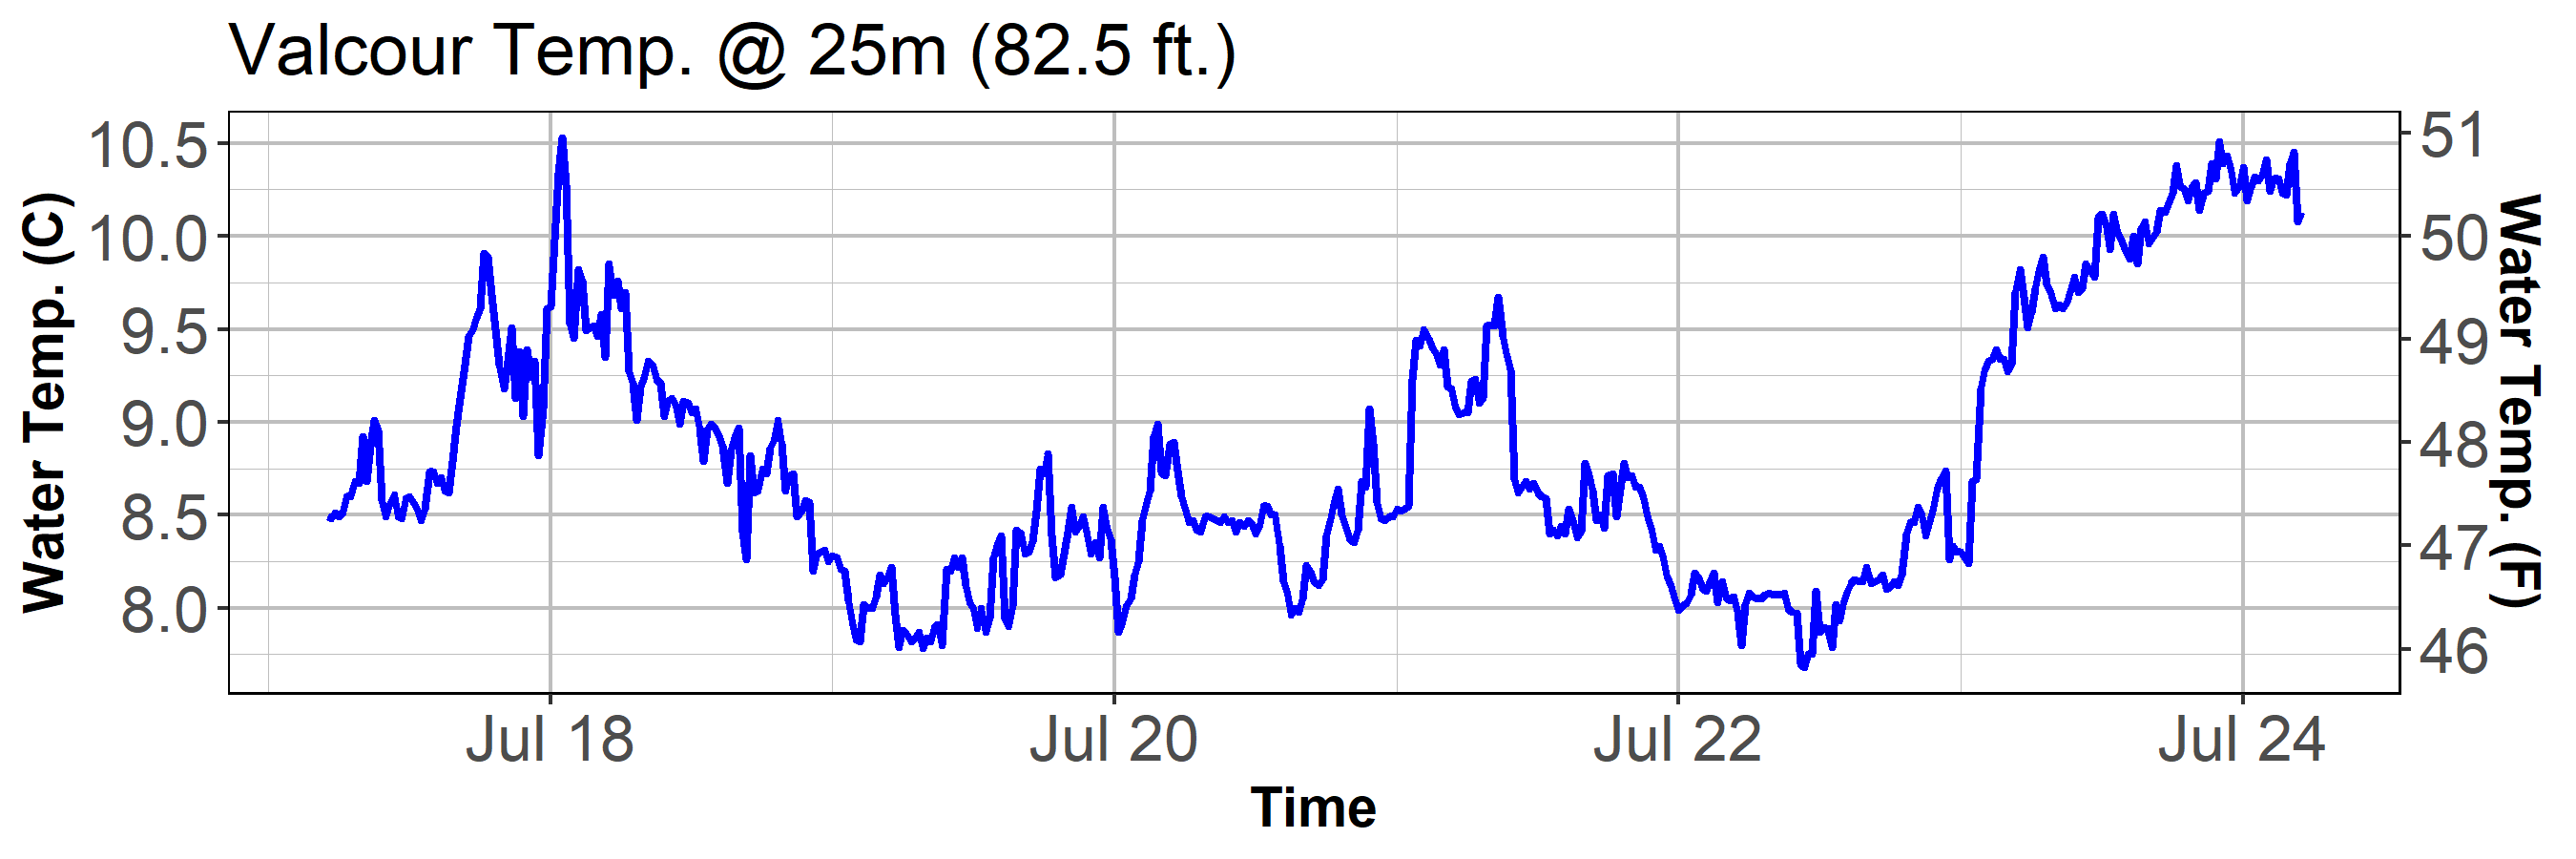 Valcour Temp. @ 25m (82.5 ft.)
Water Temp. (C)
10.5
10.0
9.5
9.0
8.5
8.0
51
50
49
48
47
46
Water Temp. (F)
Jul 18
Jul 20
Jul 22
Jul 24
Time